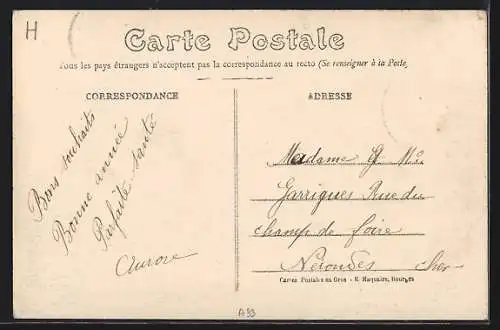 H
Carte Postale
Tous les pays étrangers n'acceptent pas la correspondance au recto (Se renseigner à la Poste)
CORRESPONDANCE
ADRESSE
Bons souhaits
Bonne année
Parfaite santé
Aurore
Madame G
Garrigues Rue du
champ de foire
Nérondes Cher
Cartes Postales en Gros - E. Maquaire, Bourges
A93